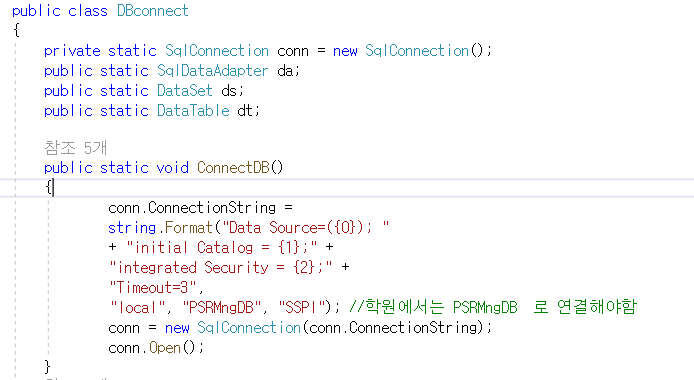 public class DBconnect
{
private static SqlConnection conn = new SqlConnection();
public static SqlDataAdapter da;
public static DataSet ds;
public static DataTable dt;
참조 5개
public static void ConnectDB()
{
conn.ConnectionString =
string.Format("Data Source=({0}); "
+ "initial Catalog = {1};" +
"integrated Security = {2};" +
"Timeout=3",
"local", "PSRMngDB", "SSPI"); //학원에서는 PSRMngDB 로 연결해야함
conn = new SqlConnection(conn.ConnectionString);
conn.Open();
}